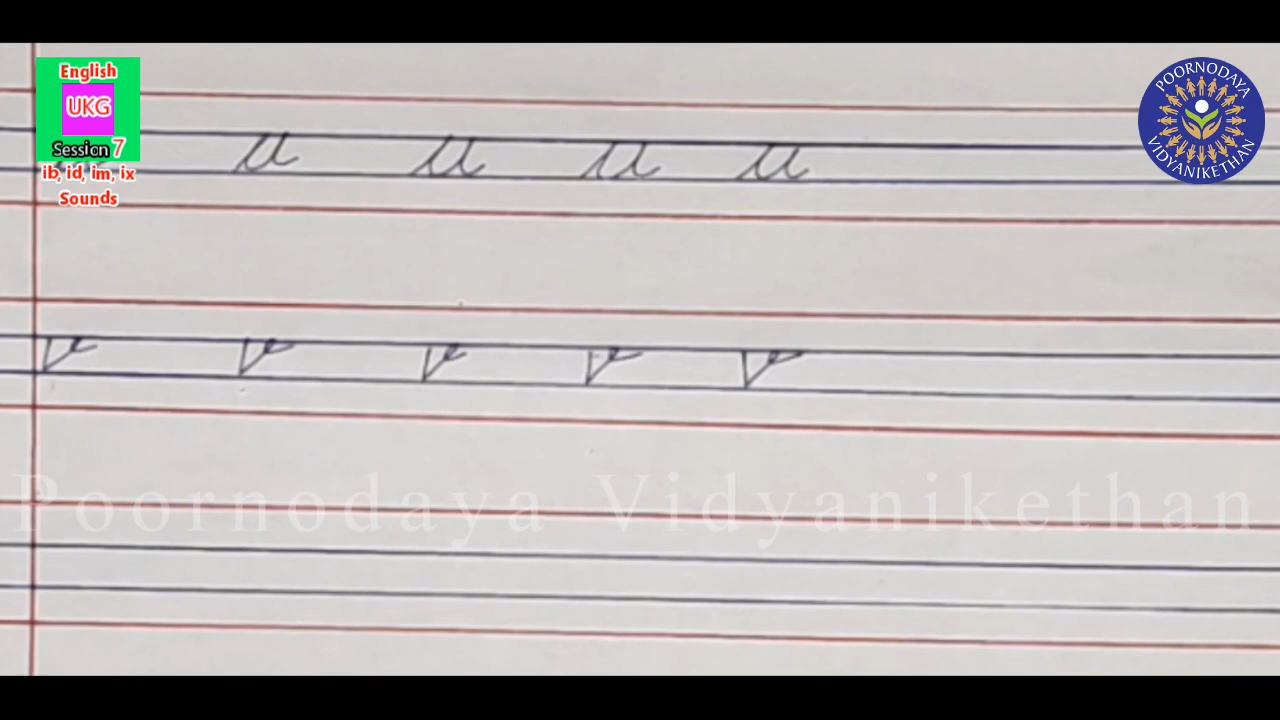 English
UKG
Session 7
ib, id, im, ix
Sounds
POORNODAYA
VIDYANIKETHAN
u u u u
v v v v v
Poornodaya Vidyanikethan